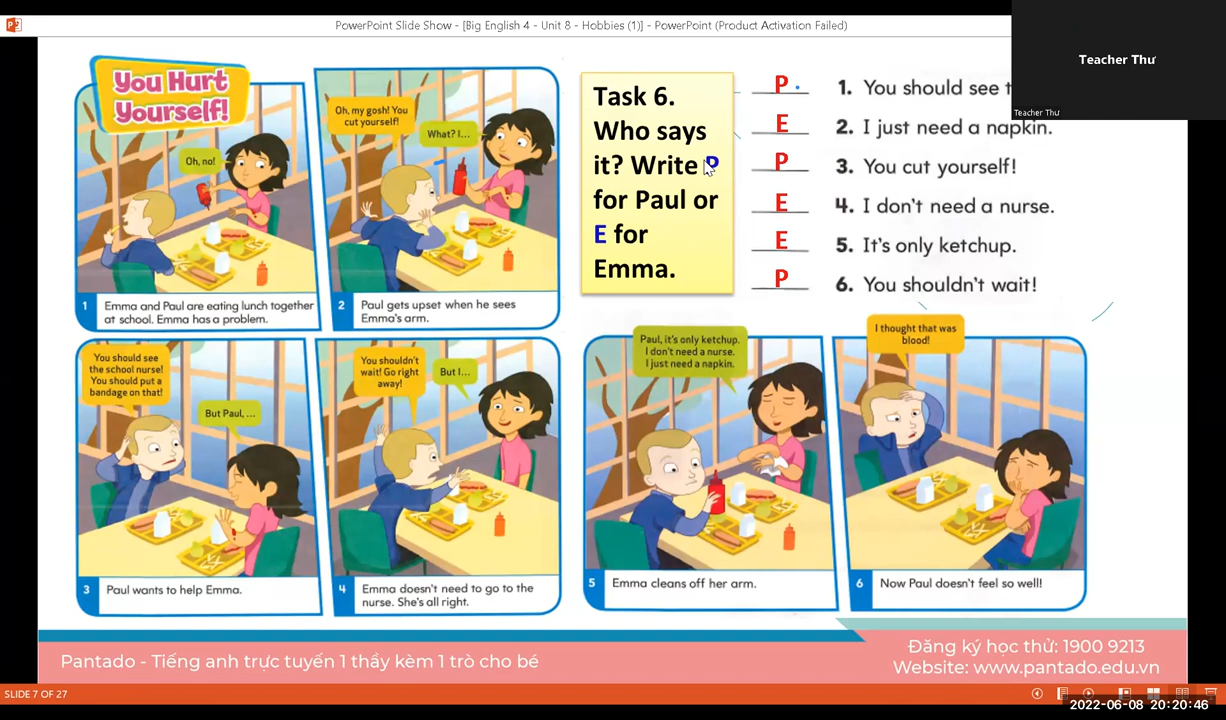 PowerPoint Slide Show - [Big English 4 - Unit 8 - Hobbies (1)] - PowerPoint (Product Activation Failed)
Teacher Thư
Teacher Thư
You Hurt
Yourself!
Oh, no!
1 Emma and Paul are eating lunch together
at school. Emma has a problem.
Oh, my gosh! You
cut yourself!
What? I...
2 Paul gets upset when he sees
Emma's arm.
Task 6.
Who says
it? Write P
for Paul or
E for
Emma.
P. 1. You should see
E 2. I just need a napkin.
P 3. You cut yourself!
E 4. I don't need a nurse.
E 5. It's only ketchup.
P 6. You shouldn't wait!
You should see
the school nurse!
You should put a
bandage on that!
But Paul, ...
3 Paul wants to help Emma.
You shouldn't
wait! Go right
away!
But I...
4 Emma doesn't need to go to the
nurse. She's all right.
Paul, it's only ketchup.
I don't need a nurse.
I just need a napkin.
5 Emma cleans off her arm.
I thought that was
blood!
6 Now Paul doesn't feel so well!
Pantado - Tiếng anh trực tuyến 1 thầy kèm 1 trò cho bé
Đăng ký học thử: 1900 9213
Website: www.pantado.edu.vn
SLIDE 7 OF 27
2022-06-08 20:20:46